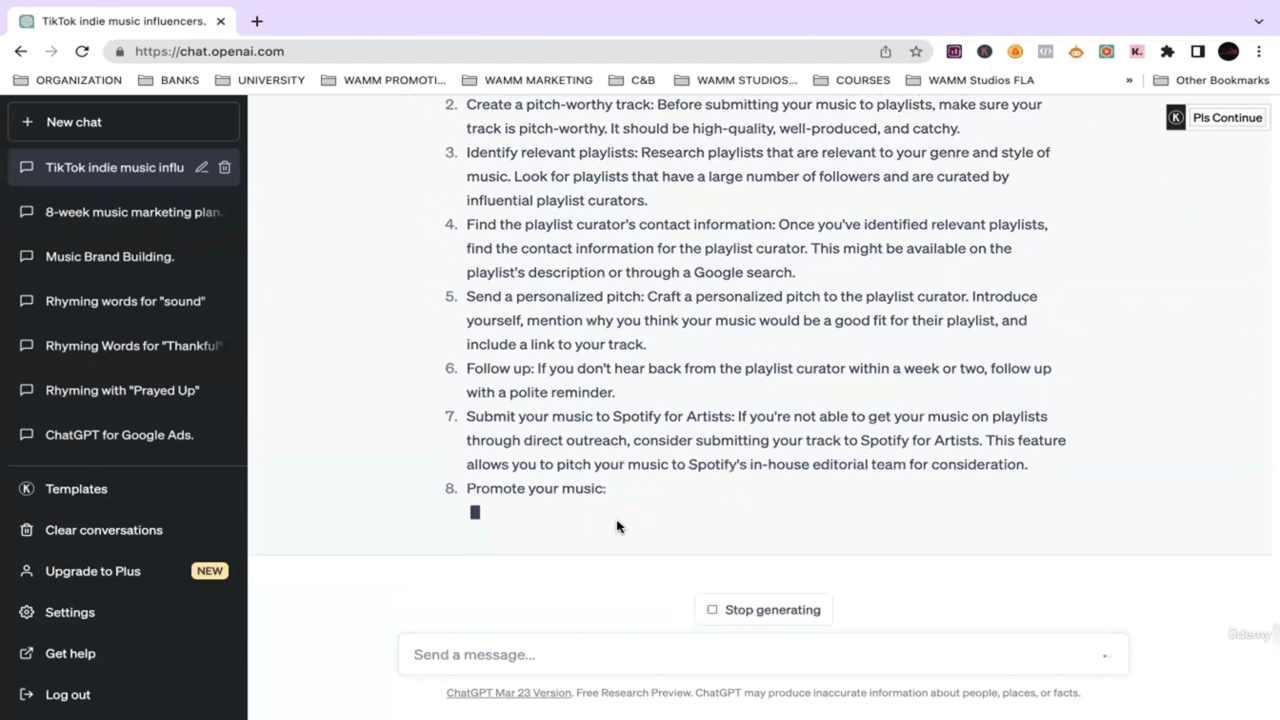 TikTok indie music influencers.
https://chat.openai.com
K.
ORGANIZATION
BANKS
UNIVERSITY
WAMM PROMOTI...
WAMM MARKETING
C&B
WAMM STUDIOS...
COURSES
WAMM Studios FLA
»
Other Bookmarks
+ New chat
TikTok indie music influ
8-week music marketing plan.
Music Brand Building.
Rhyming words for "sound"
Rhyming Words for "Thankful"
Rhyming with "Prayed Up"
ChatGPT for Google Ads.
K Templates
Clear conversations
Upgrade to Plus NEW
Settings
Get help
Log out
K Pls Continue
2. Create a pitch-worthy track: Before submitting your music to playlists, make sure your
track is pitch-worthy. It should be high-quality, well-produced, and catchy.
3. Identify relevant playlists: Research playlists that are relevant to your genre and style of
music. Look for playlists that have a large number of followers and are curated by
influential playlist curators.
4. Find the playlist curator's contact information: Once you've identified relevant playlists,
find the contact information for the playlist curator. This might be available on the
playlist's description or through a Google search.
5. Send a personalized pitch: Craft a personalized pitch to the playlist curator. Introduce
yourself, mention why you think your music would be a good fit for their playlist, and
include a link to your track.
6. Follow up: If you don't hear back from the playlist curator within a week or two, follow up
with a polite reminder.
7. Submit your music to Spotify for Artists: If you're not able to get your music on playlists
through direct outreach, consider submitting your track to Spotify for Artists. This feature
allows you to pitch your music to Spotify's in-house editorial team for consideration.
8. Promote your music:
Stop generating
Send a message...
ûdemy
ChatGPT Mar 23 Version. Free Research Preview. ChatGPT may produce inaccurate information about people, places, or facts.